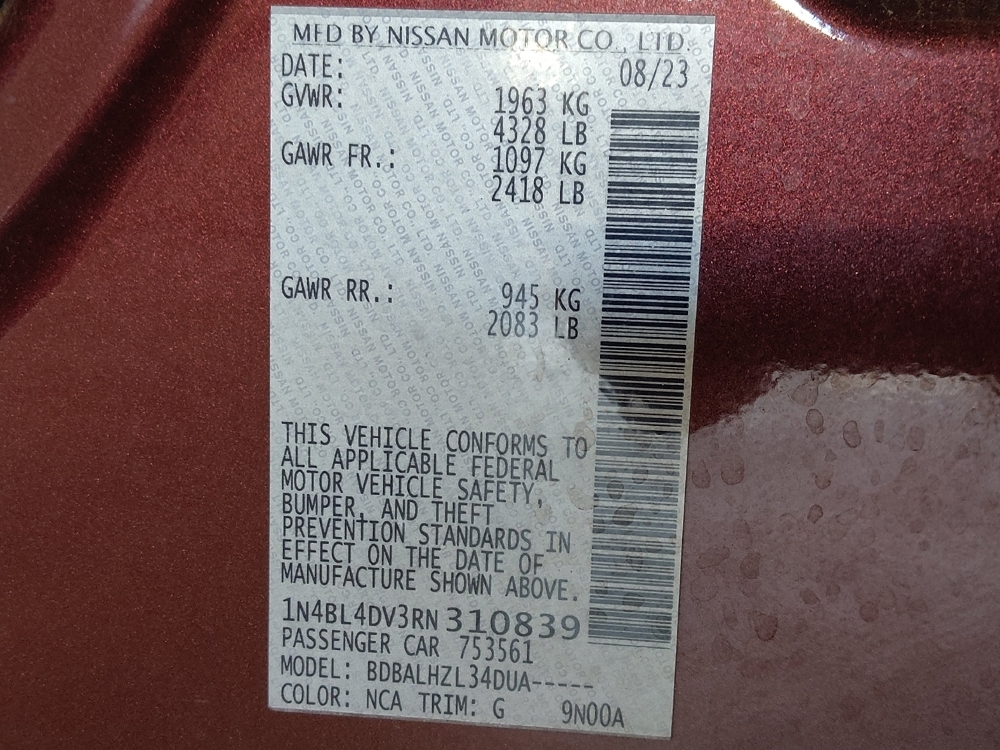 MFD BY NISSAN MOTOR CO., LTD.
DATE: 08/23
GVWR: 1963 KG
4328 LB
GAWR FR.: 1097 KG
2418 LB
GAWR RR.: 945 KG
2083 LB
THIS VEHICLE CONFORMS TO
ALL APPLICABLE FEDERAL
MOTOR VEHICLE SAFETY,
BUMPER, AND THEFT
PREVENTION STANDARDS IN
EFFECT ON THE DATE OF
MANUFACTURE SHOWN ABOVE.
1N4BL4DV3RN310839
PASSENGER CAR 753561
MODEL: BDBALHZL34DUA-----
COLOR: NCA TRIM: G 9N00A